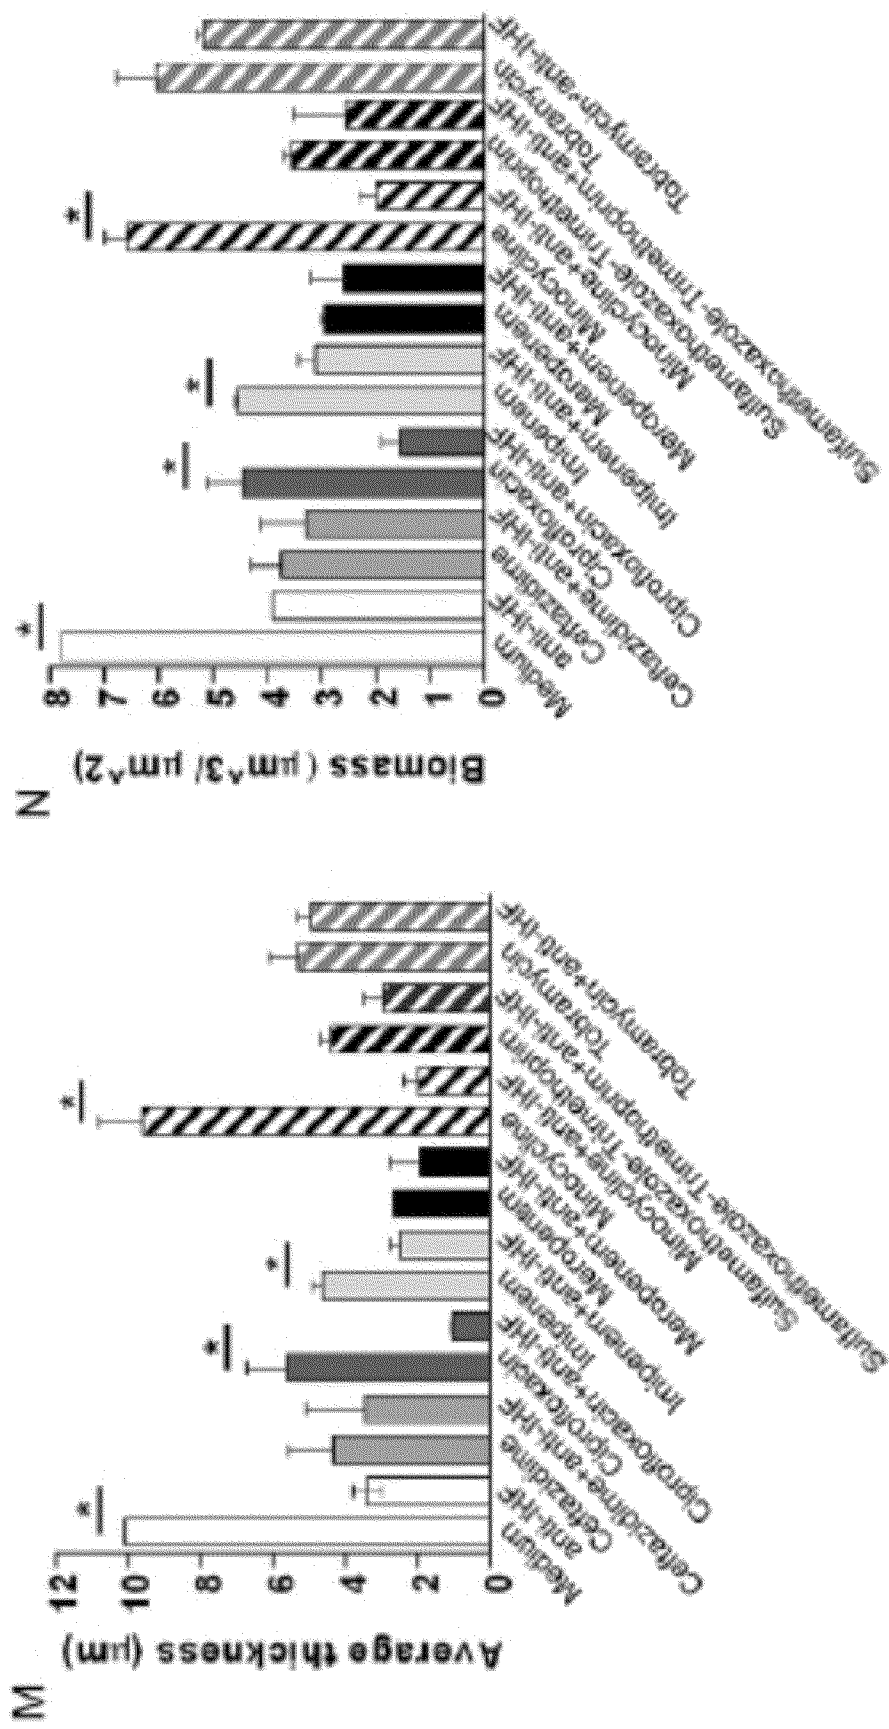 M
Average thickness (μm)
12
10
8
6
4
2
0
*
*
*
*
Medium
anti-IHF
Ceftazidime
Ceftazidime+anti-IHF
Ciprofloxacin
Ciprofloxacin+anti-IHF
Imipenem
Imipenem+anti-IHF
Meropenem
Meropenem+anti-IHF
Minocycline
Minocycline+anti-IHF
Sulfamethoxazole-Trimethoprim
Sulfamethoxazole-Trimethoprim+anti-IHF
Tobramycin
Tobramycin+anti-IHF
N
Biomass (μm^3/ μm^2)
8
7
6
5
4
3
2
1
0
*
*
*
*
Medium
anti-IHF
Ceftazidime
Ceftazidime+anti-IHF
Ciprofloxacin
Ciprofloxacin+anti-IHF
Imipenem
Imipenem+anti-IHF
Meropenem
Meropenem+anti-IHF
Minocycline
Minocycline+anti-IHF
Sulfamethoxazole-Trimethoprim
Sulfamethoxazole-Trimethoprim+anti-IHF
Tobramycin
Tobramycin+anti-IHF